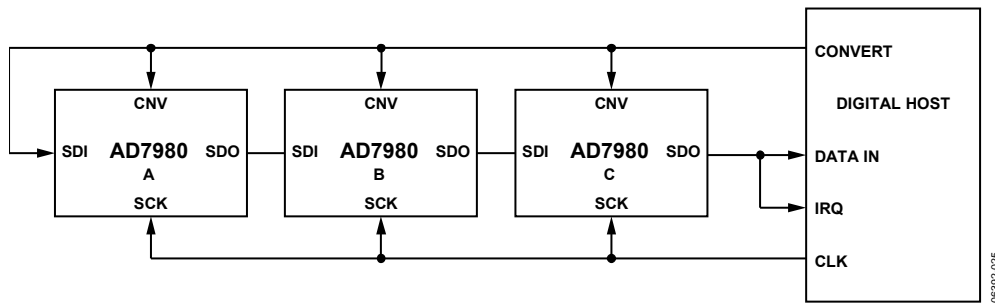 CONVERT
CNV
CNV
CNV
DIGITAL HOST
SDI AD7980 SDO
A
SCK
SDI AD7980 SDO
B
SCK
SDI AD7980 SDO
C
SCK
DATA IN
IRQ
CLK